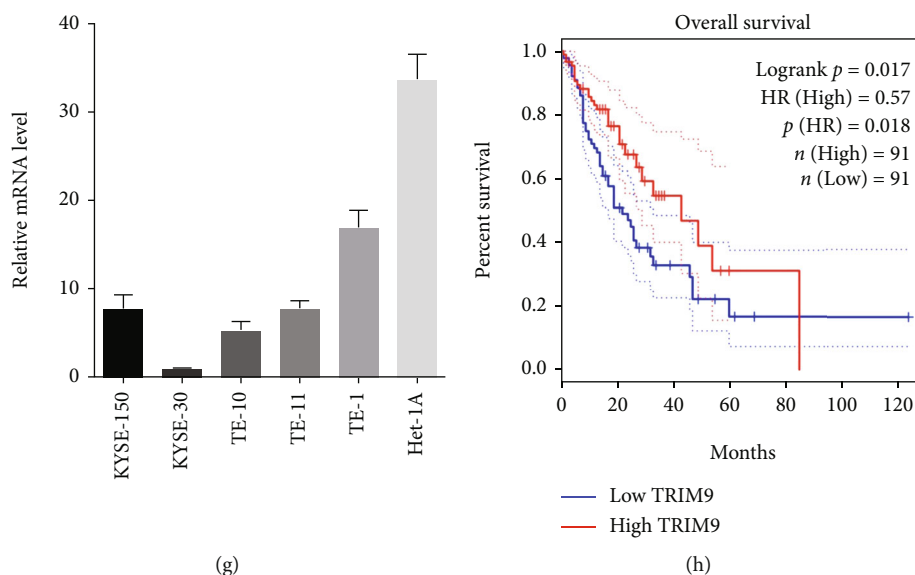 40
30
20
10
0
Relative mRNA level
KYSE-150
KYSE-30
TE-10
TE-11
TE-1
Het-1A
(g)
Overall survival
1.0
0.8
0.6
0.4
0.2
0.0
Percent survival
Logrank p = 0.017
HR (High) = 0.57
p (HR) = 0.018
n (High) = 91
n (Low) = 91
0 20 40 60 80 100 120
Months
Low TRIM9
High TRIM9
(h)